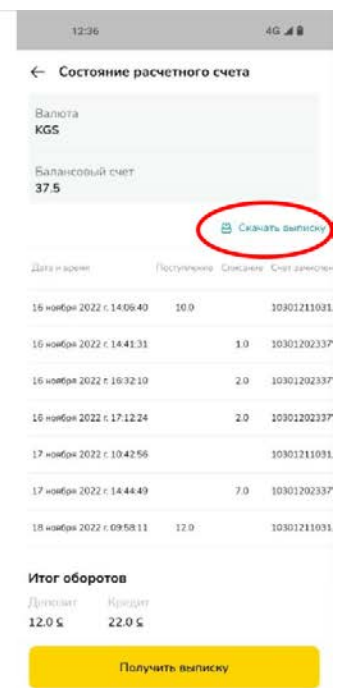 12:36 4G
← Состояние расчетного счета
Валюта
KGS
Балансовый счет
37.5
Скачать выписку
Дата и время Поступление Списание Счет зачислен
16 ноября 2022 г. 14:06:40 10.0 10301211031
16 ноября 2022 г. 14:41:31 1.0 10301202337
16 ноября 2022 г. 16:32:10 2.0 10301202337
16 ноября 2022 г. 17:12:24 2.0 10301202337
17 ноября 2022 г. 10:42:56 10301211031
17 ноября 2022 г. 14:44:49 7.0 10301202337
18 ноября 2022 г. 09:58:11 12.0 10301211031
Итог оборотов
Депозит Кредит
12.0 с 22.0 с
Получить выписку